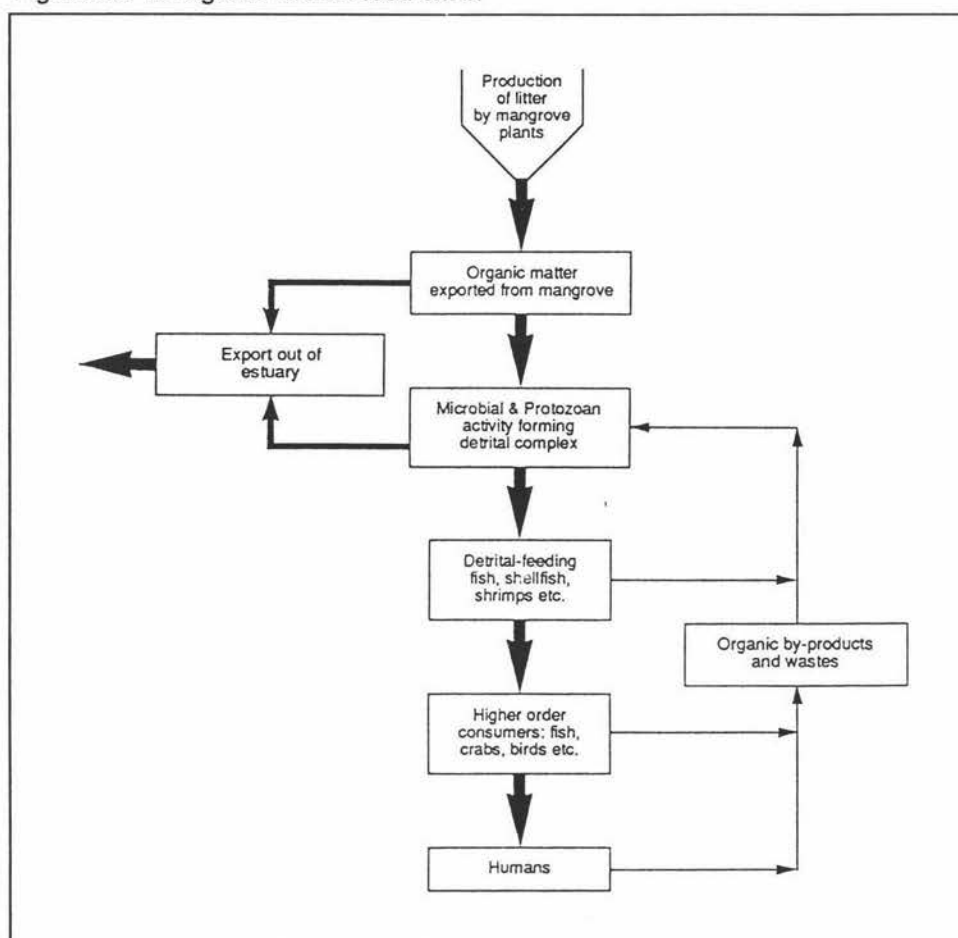 Production
of litter
by mangrove
plants
Organic matter
exported from mangrove
Export out of
estuary
Microbial & Protozoan
activity forming
detrital complex
Detrital-feeding
fish, shellfish,
shrimps etc.
Organic by-products
and wastes
Higher order
consumers: fish,
crabs, birds etc.
Humans